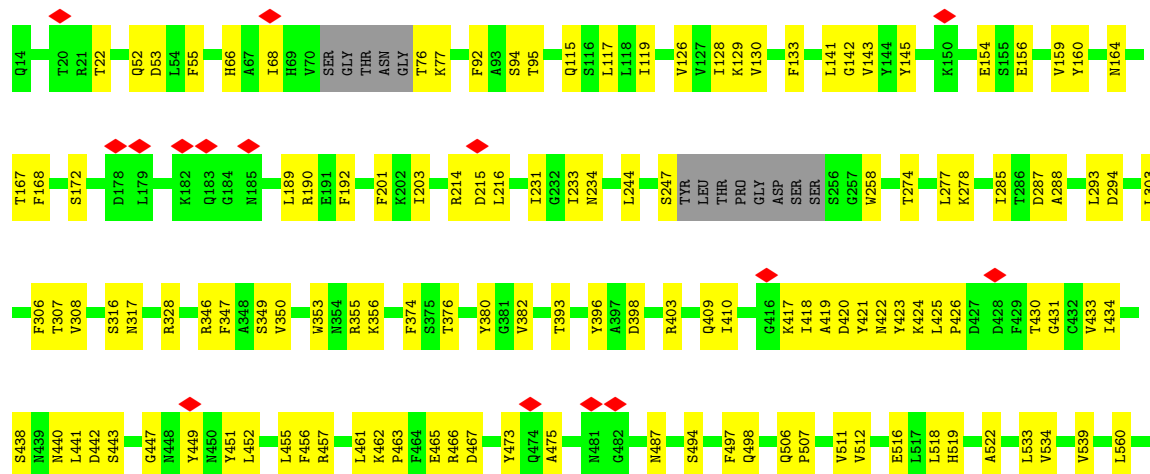 Q14 T20 R21 T22 Q52 D53 L54 F55 H66 A67 I68 H69 V70 SER GLY THR ASN GLY T76 K77 F92 A93 S94 T95 Q115 S116 L117 L118 I119 V126 V127 I128 K129 V130 F133 L141 G142 V143 Y144 Y145 K150 E154 S155 E156 V159 Y160 N164
T167 F168 S172 D178 L179 K182 Q183 G184 N185 L189 R190 E191 F192 F201 K202 I203 R214 D215 L216 I231 G232 I233 N234 L244 S247 TYR LEU THR PRO GLY ASP SER SER S256 G257 W258 T274 L277 K278 I285 T286 D287 A288 L293 D294 L303
F306 T307 V308 S316 N317 R328 R346 F347 A348 S349 V350 W353 N354 R355 K356 F374 S375 T376 Y380 G381 V382 T393 Y396 A397 D398 R403 Q409 I410 G416 K417 I418 A419 D420 Y421 N422 Y423 K424 L425 P426 D427 D428 F429 T430 G431 C432 V433 I434
S438 N439 N440 L441 D442 S443 G447 N448 Y449 N450 Y451 L452 L455 F456 R457 L461 K462 P463 F464 E465 R466 D467 Y473 Q474 A475 N481 G482 N487 S494 F497 Q498 Q506 P507 V511 V512 E516 L517 L518 H519 A522 L533 V534 V539 L560